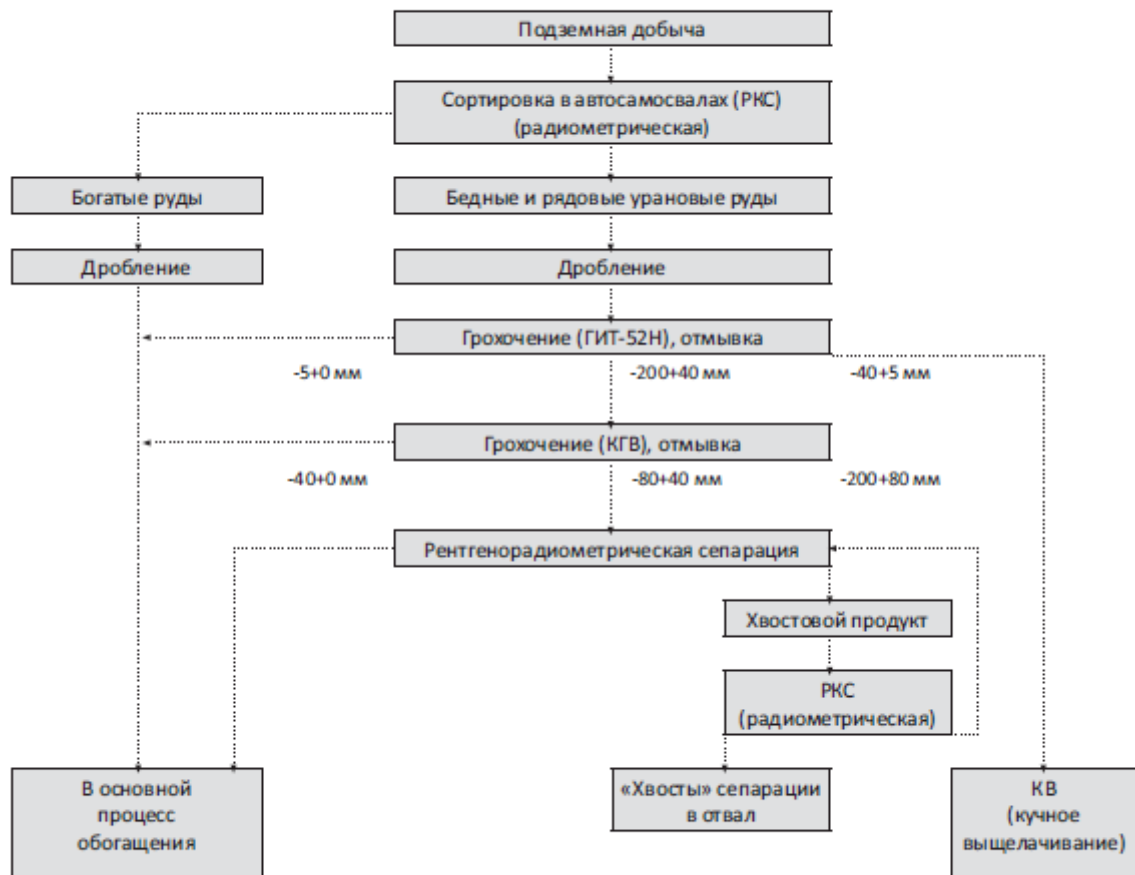 Подземная добыча
Сортировка в автосамосвалах (РКС)
(радиометрическая)
Богатые руды
Бедные и рядовые урановые руды
Дробление
Дробление
Грохочение (ГИТ-52Н), отмывка
-5+0 мм
-200+40 мм
-40+5 мм
Грохочение (КГВ), отмывка
-40+0 мм
-80+40 мм
-200+80 мм
Рентгенорадиометрическая сепарация
Хвостовой продукт
РКС
(радиометрическая)
В основной
процесс
обогащения
«Хвосты» сепарации
в отвал
КВ
(кучное
выщелачивание)